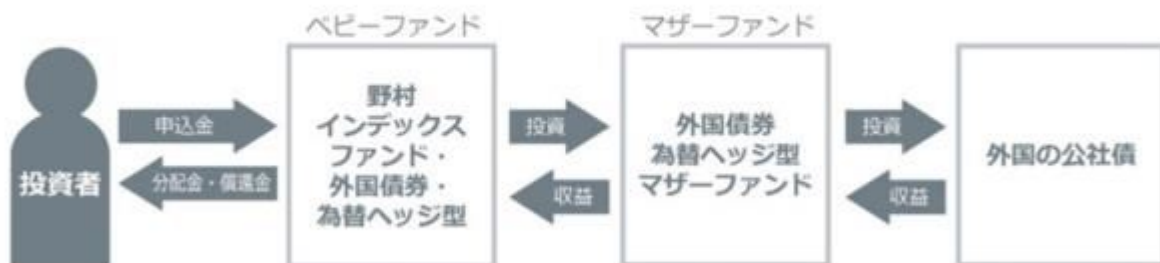 ベビーファンド
マザーファンド
投資者
申込金
分配金・償還金
野村
インデックス
ファンド・
外国債券・
為替ヘッジ型
投資
収益
外国債券
為替ヘッジ型
マザーファンド
投資
収益
外国の公社債